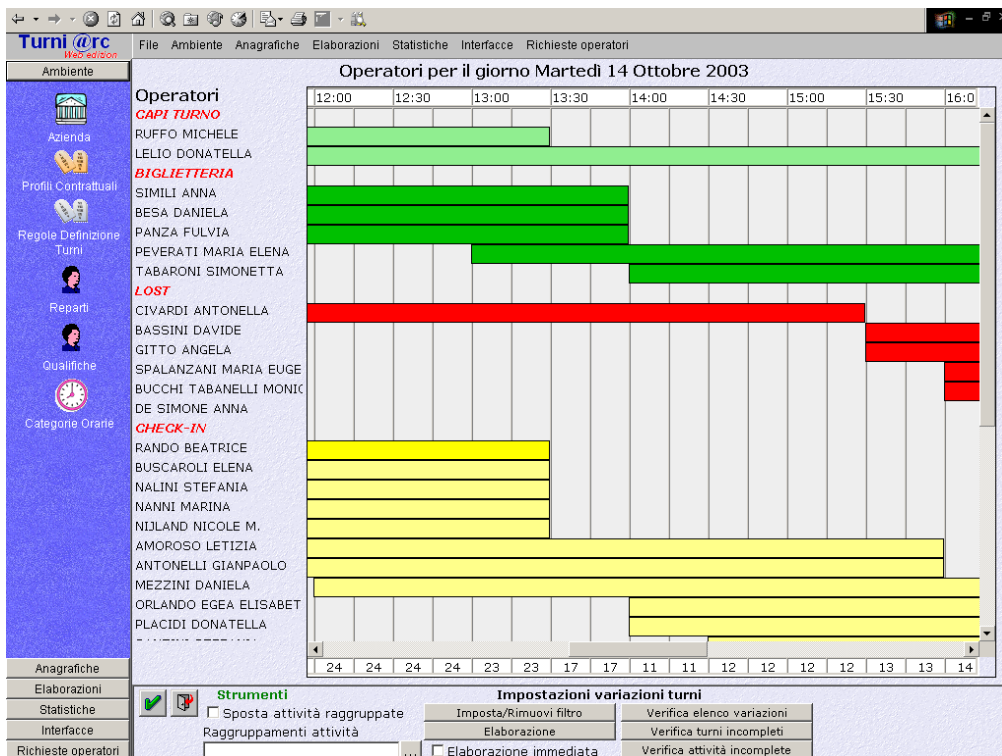 Turni @rc
Web edition
File Ambiente Anagrafiche Elaborazioni Statistiche Interfacce Richieste operatori
Ambiente
Azienda
Profili Contrattuali
Regole Definizione
Turni
Reparti
Qualifiche
Categorie Orarie
Anagrafiche
Elaborazioni
Statistiche
Interfacce
Richieste operatori
Operatori per il giorno Martedì 14 Ottobre 2003
Operatori
12:00 12:30 13:00 13:30 14:00 14:30 15:00 15:30 16:0
CAPI TURNO
RUFFO MICHELE
LELIO DONATELLA
BIGLIETTERIA
SIMILI ANNA
BESA DANIELA
PANZA FULVIA
PEVERATI MARIA ELENA
TABARONI SIMONETTA
LOST
CIVARDI ANTONELLA
BASSINI DAVIDE
GITTO ANGELA
SPALANZANI MARIA EUGE
BUCCHI TABANELLI MONIC
DE SIMONE ANNA
CHECK-IN
RANDO BEATRICE
BUSCAROLI ELENA
NALINI STEFANIA
NANNI MARINA
NIJLAND NICOLE M.
AMOROSO LETIZIA
ANTONELLI GIANPAOLO
MEZZINI DANIELA
ORLANDO EGEA ELISABET
PLACIDI DONATELLA
24 24 24 24 23 23 17 17 11 11 12 12 12 12 13 13 14
Strumenti
Sposta attività raggruppate
Raggruppamenti attività
...
Impostazioni variazioni turni
Imposta/Rimuovi filtro
Verifica elenco variazioni
Elaborazione
Verifica turni incompleti
Elaborazione immediata
Verifica attività incomplete